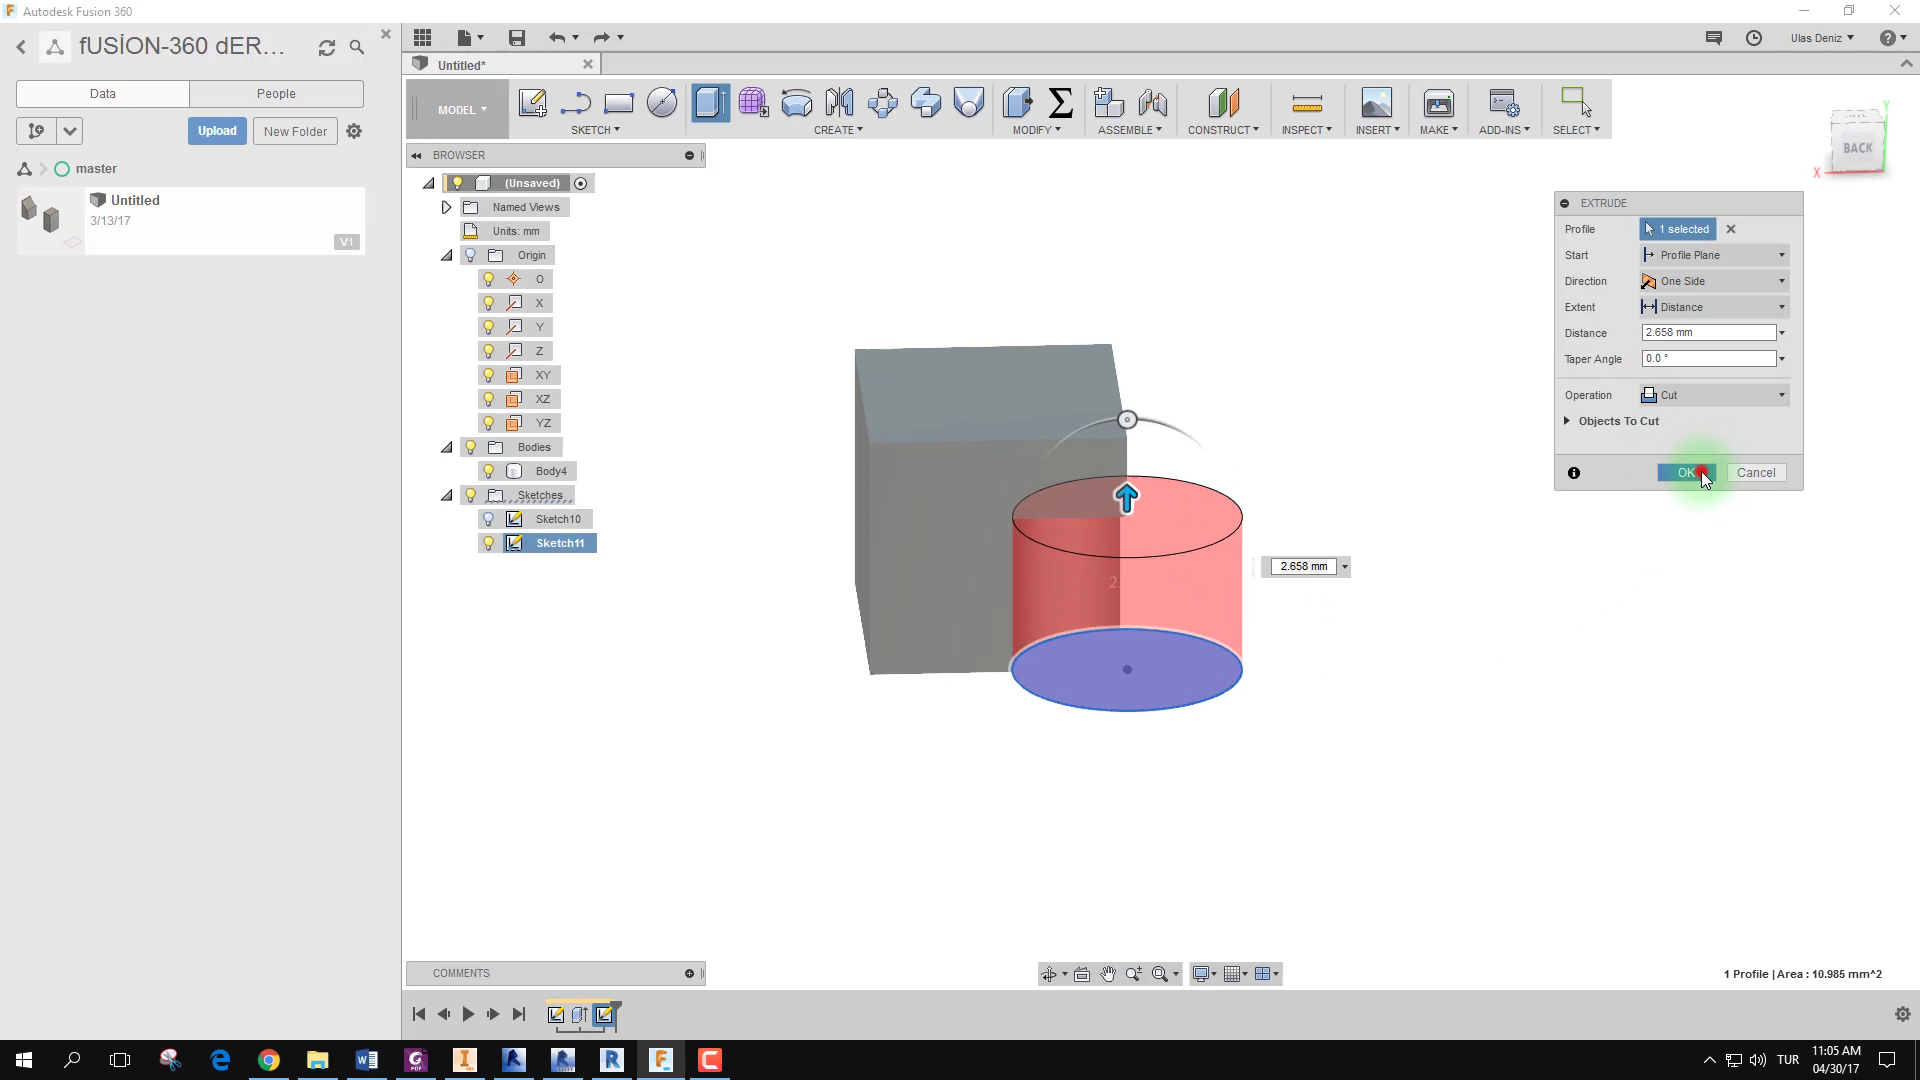 Autodesk Fusion 360
fUSİON-360 dER...
Data
People
Upload
New Folder
master
Untitled
3/13/17
V1
Ulas Deniz
Untitled*
MODEL
SKETCH
CREATE
MODIFY
ASSEMBLE
CONSTRUCT
INSPECT
INSERT
MAKE
ADD-INS
SELECT
BROWSER
(Unsaved)
Named Views
Units: mm
Origin
O
X
Y
Z
XY
XZ
YZ
Bodies
Body4
Sketches
Sketch10
Sketch11
BACK
X
Y
EXTRUDE
Profile 1 selected
Start Profile Plane
Direction One Side
Extent Distance
Distance 2.658 mm
Taper Angle 0.0 °
Operation Cut
Objects To Cut
OK Cancel
2.658 mm
COMMENTS
1 Profile | Area : 10.985 mm^2
TUR
11:05 AM
04/30/17